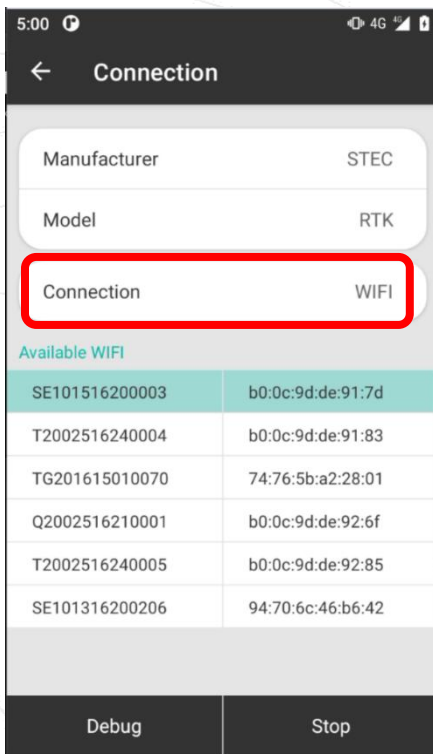 5:00 4G 4G
Connection
Manufacturer STEC
Model RTK
Connection WIFI
Available WIFI
SE101516200003 b0:0c:9d:de:91:7d
T2002516240004 b0:0c:9d:de:91:83
TG201615010070 74:76:5b:a2:28:01
Q2002516210001 b0:0c:9d:de:92:6f
T2002516240005 b0:0c:9d:de:92:85
SE101316200206 94:70:6c:46:b6:42
Debug Stop